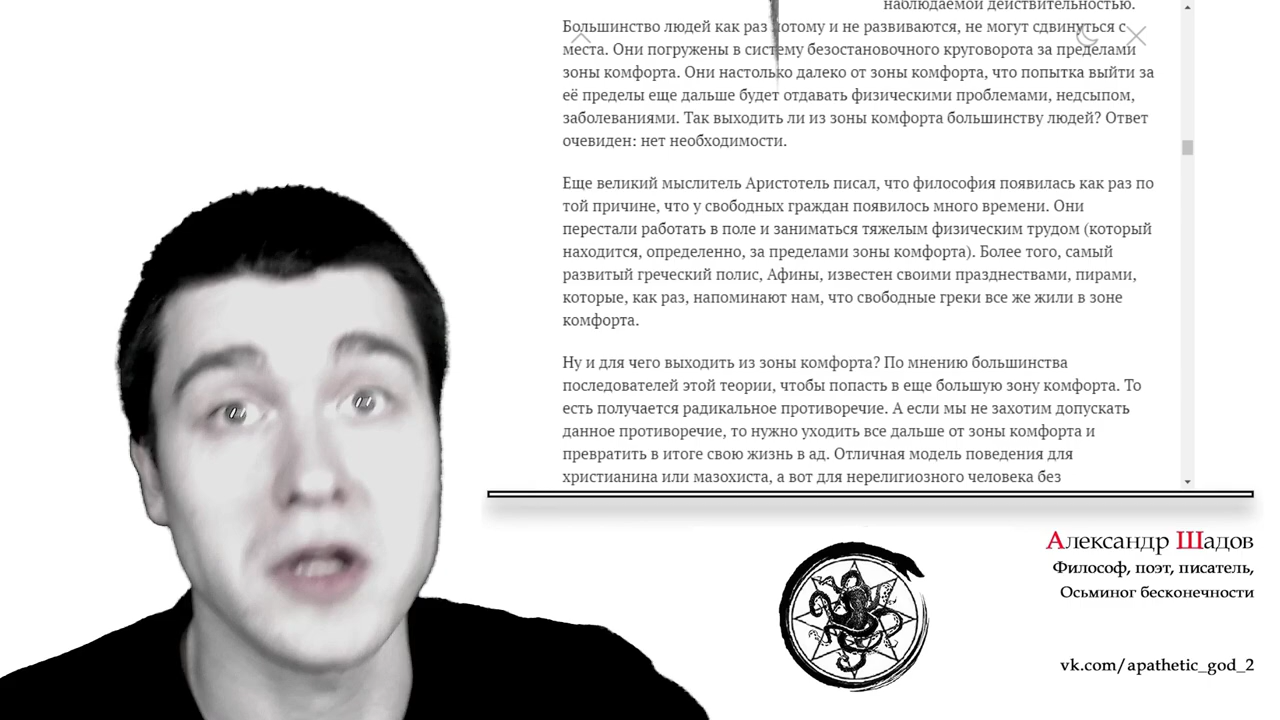 наблюдаемой действительностью.
Большинство людей как раз потому и не развиваются, не могут сдвинуться с
места. Они погружены в систему безостановочного круговорота за пределами
зоны комфорта. Они настолько далеко от зоны комфорта, что попытка выйти за
её пределы еще дальше будет отдавать физическими проблемами, недсыпом,
заболеваниями. Так выходить ли из зоны комфорта большинству людей? Ответ
очевиден: нет необходимости.
Еще великий мыслитель Аристотель писал, что философия появилась как раз по
той причине, что у свободных граждан появилось много времени. Они
перестали работать в поле и заниматься тяжелым физическим трудом (который
находится, определенно, за пределами зоны комфорта). Более того, самый
развитый греческий полис, Афины, известен своими празднествами, пирами,
которые, как раз, напоминают нам, что свободные греки все же жили в зоне
комфорта.
Ну и для чего выходить из зоны комфорта? По мнению большинства
последователей этой теории, чтобы попасть в еще большую зону комфорта. То
есть получается радикальное противоречие. А если мы не захотим допускать
данное противоречие, то нужно уходить все дальше от зоны комфорта и
превратить в итоге свою жизнь в ад. Отличная модель поведения для
христианина или мазохиста, а вот для нерелигиозного человека без
Александр Шадов
Философ, поэт, писатель,
Осьминог бесконечности
vk.com/apathetic_god_2